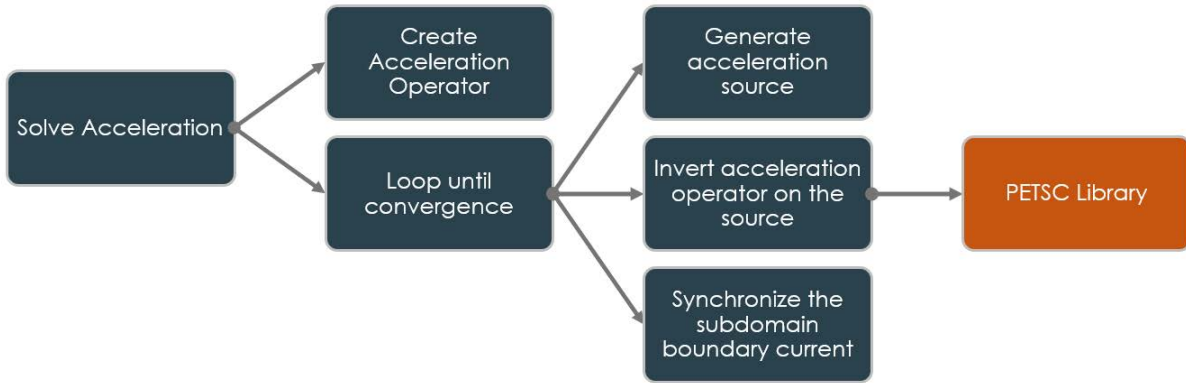 Solve Acceleration
Create
Acceleration
Operator
Loop until
convergence
Generate
acceleration
source
Invert acceleration
operator on the
source
Synchronize the
subdomain
boundary current
PETSC Library